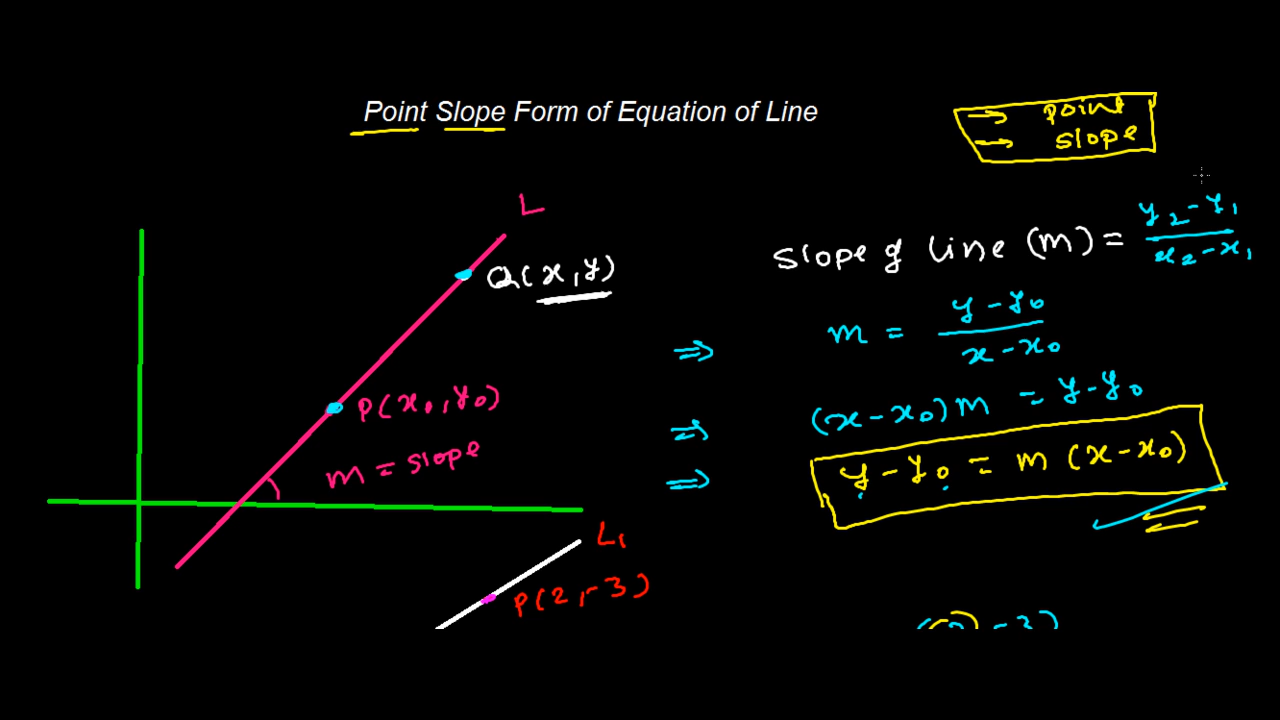 Point Slope Form of Equation of Line
→ point
→ slope
L
Q(x,y)
P(x₀,y₀)
m = slope
L₁
P(2,-3)
Slope of line (m) = y₂-y₁ / x₂-x₁
⇒ m = y-y₀ / x-x₀
⇒ (x-x₀)m = y-y₀
⇒ y-y₀ = m(x-x₀)
-3)